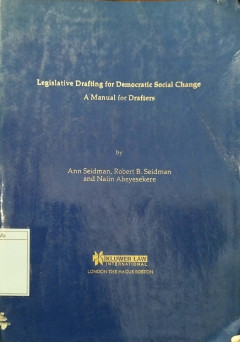 Legislative Drafting for Democratic Social Change
A Manual for Drafters
by
Ann Seidman, Robert B. Seidman
and Nalin Abeyesekere
KLUWER LAW
INTERNATIONAL
LONDON THE HAGUE BOSTON